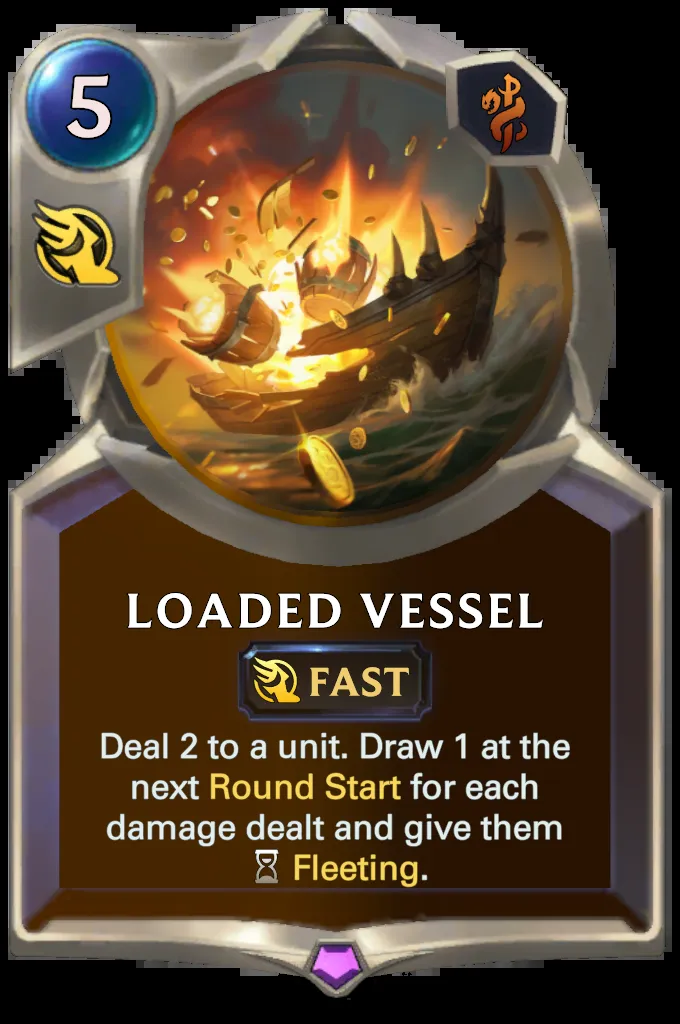 5
LOADED VESSEL
FAST
Deal 2 to a unit. Draw 1 at the
next Round Start for each
damage dealt and give them
Fleeting.